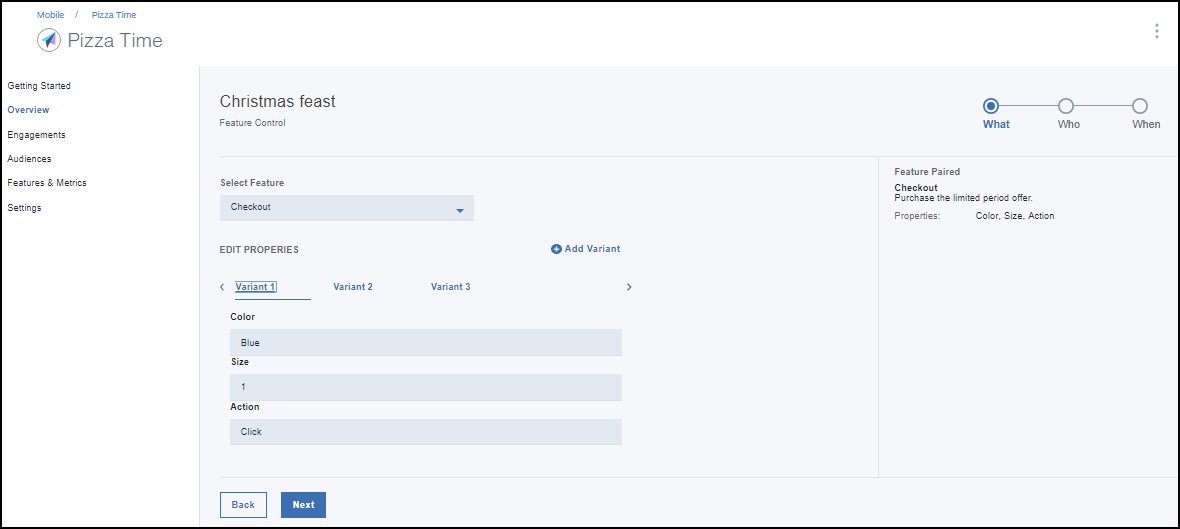 Mobile / Pizza Time
Pizza Time
Getting Started
Overview
Engagements
Audiences
Features & Metrics
Settings
Christmas feast
Feature Control
What Who When
Select Feature
Checkout
EDIT PROPERIES
Add Variant
Variant 1 Variant 2 Variant 3
Color
Blue
Size
1
Action
Click
Feature Paired
Checkout
Purchase the limited period offer.
Properties: Color, Size, Action
Back Next